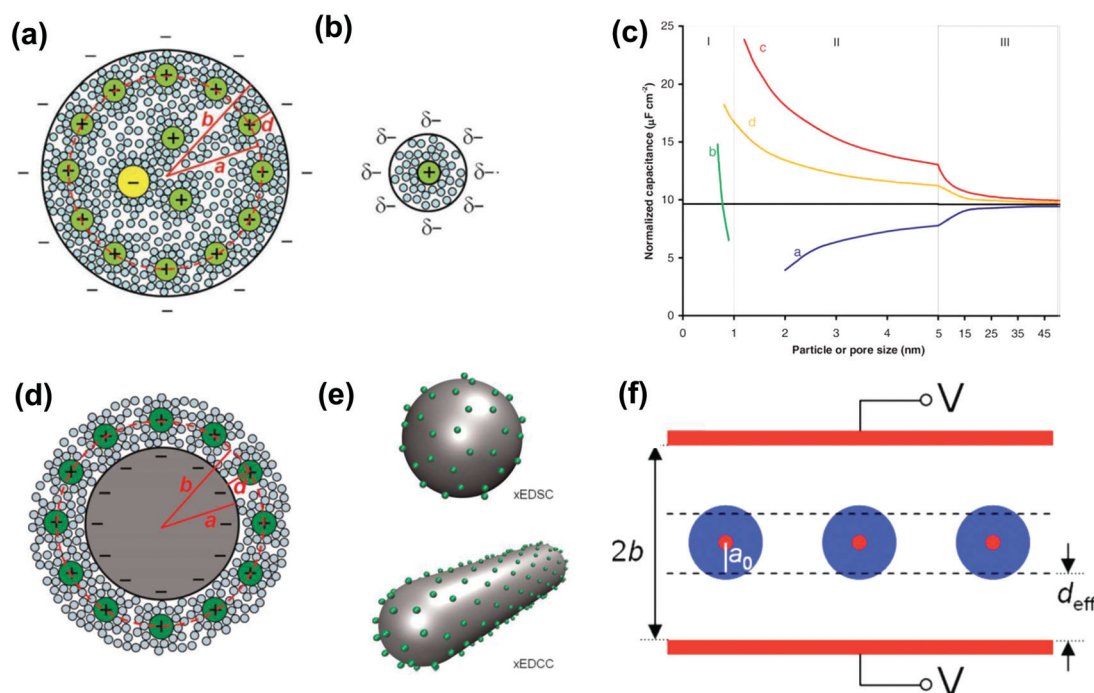 (a)
− − − − − − − − − − − −
+ + + + + + + + + + + + + +
−
b
d
a
(b)
δ− δ− δ−
δ− δ−
δ− δ− δ−
+
(c)
Normalized capacitance (µF cm⁻²)
25
20
15
10
5
0
I II III
c
d
b
a
0 1 2 3 4 5 15 25 35 45
Particle or pore size (nm)
(d)
+ + + + + + + + + + + +
− − − − − − − − − − − −
b
d
a
(e)
xEDSC
xEDCC
(f)
V
2b
a₀
d_eff
V